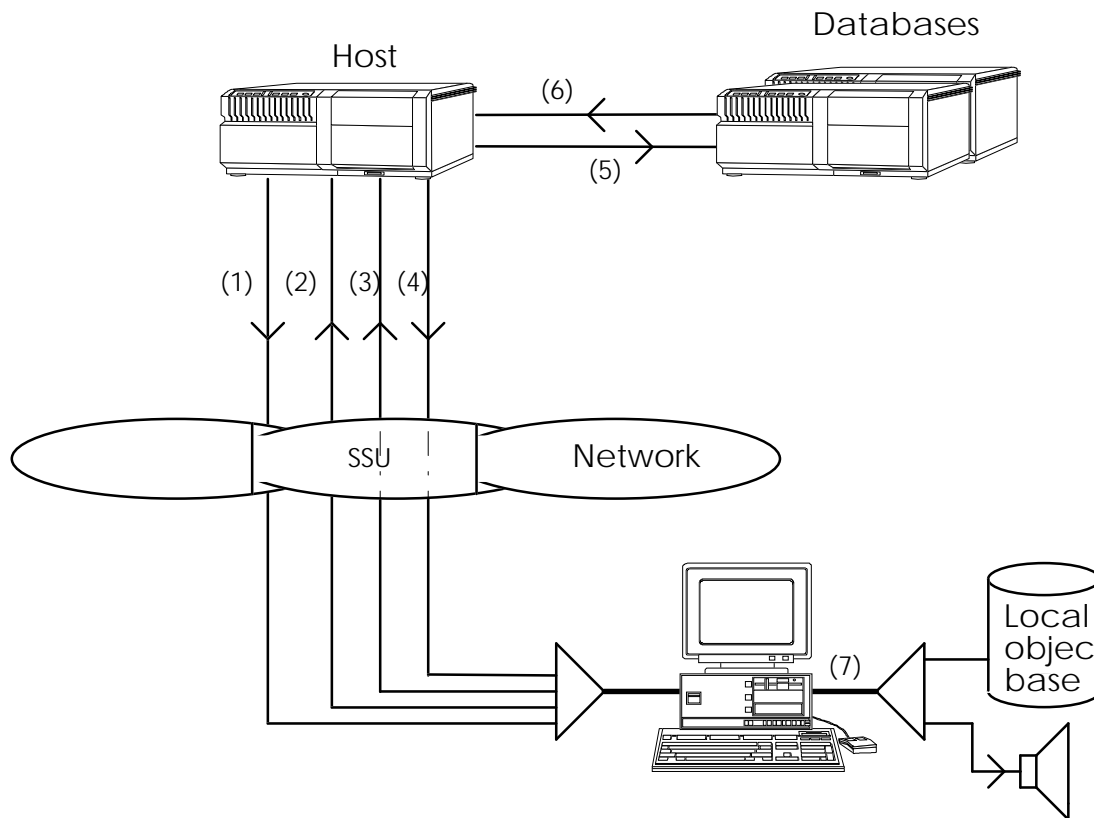 Databases
Host
(6)
(5)
(1)
(2)
(3)
(4)
SSU
Network
(7)
Local
objec
base